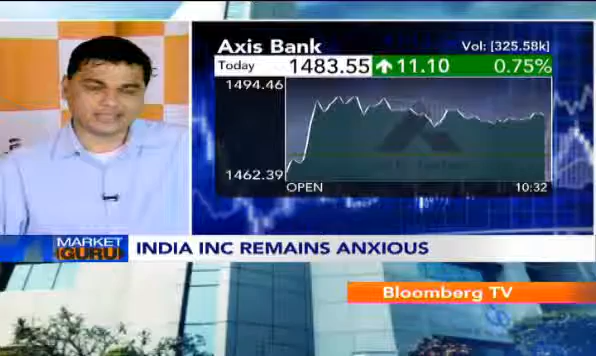 Axis Bank
Vol: [325.58k]
Today 1483.55 11.10 0.75%
1494.46
1462.39
OPEN 10:32
MARKET GURU
INDIA INC REMAINS ANXIOUS
Bloomberg TV